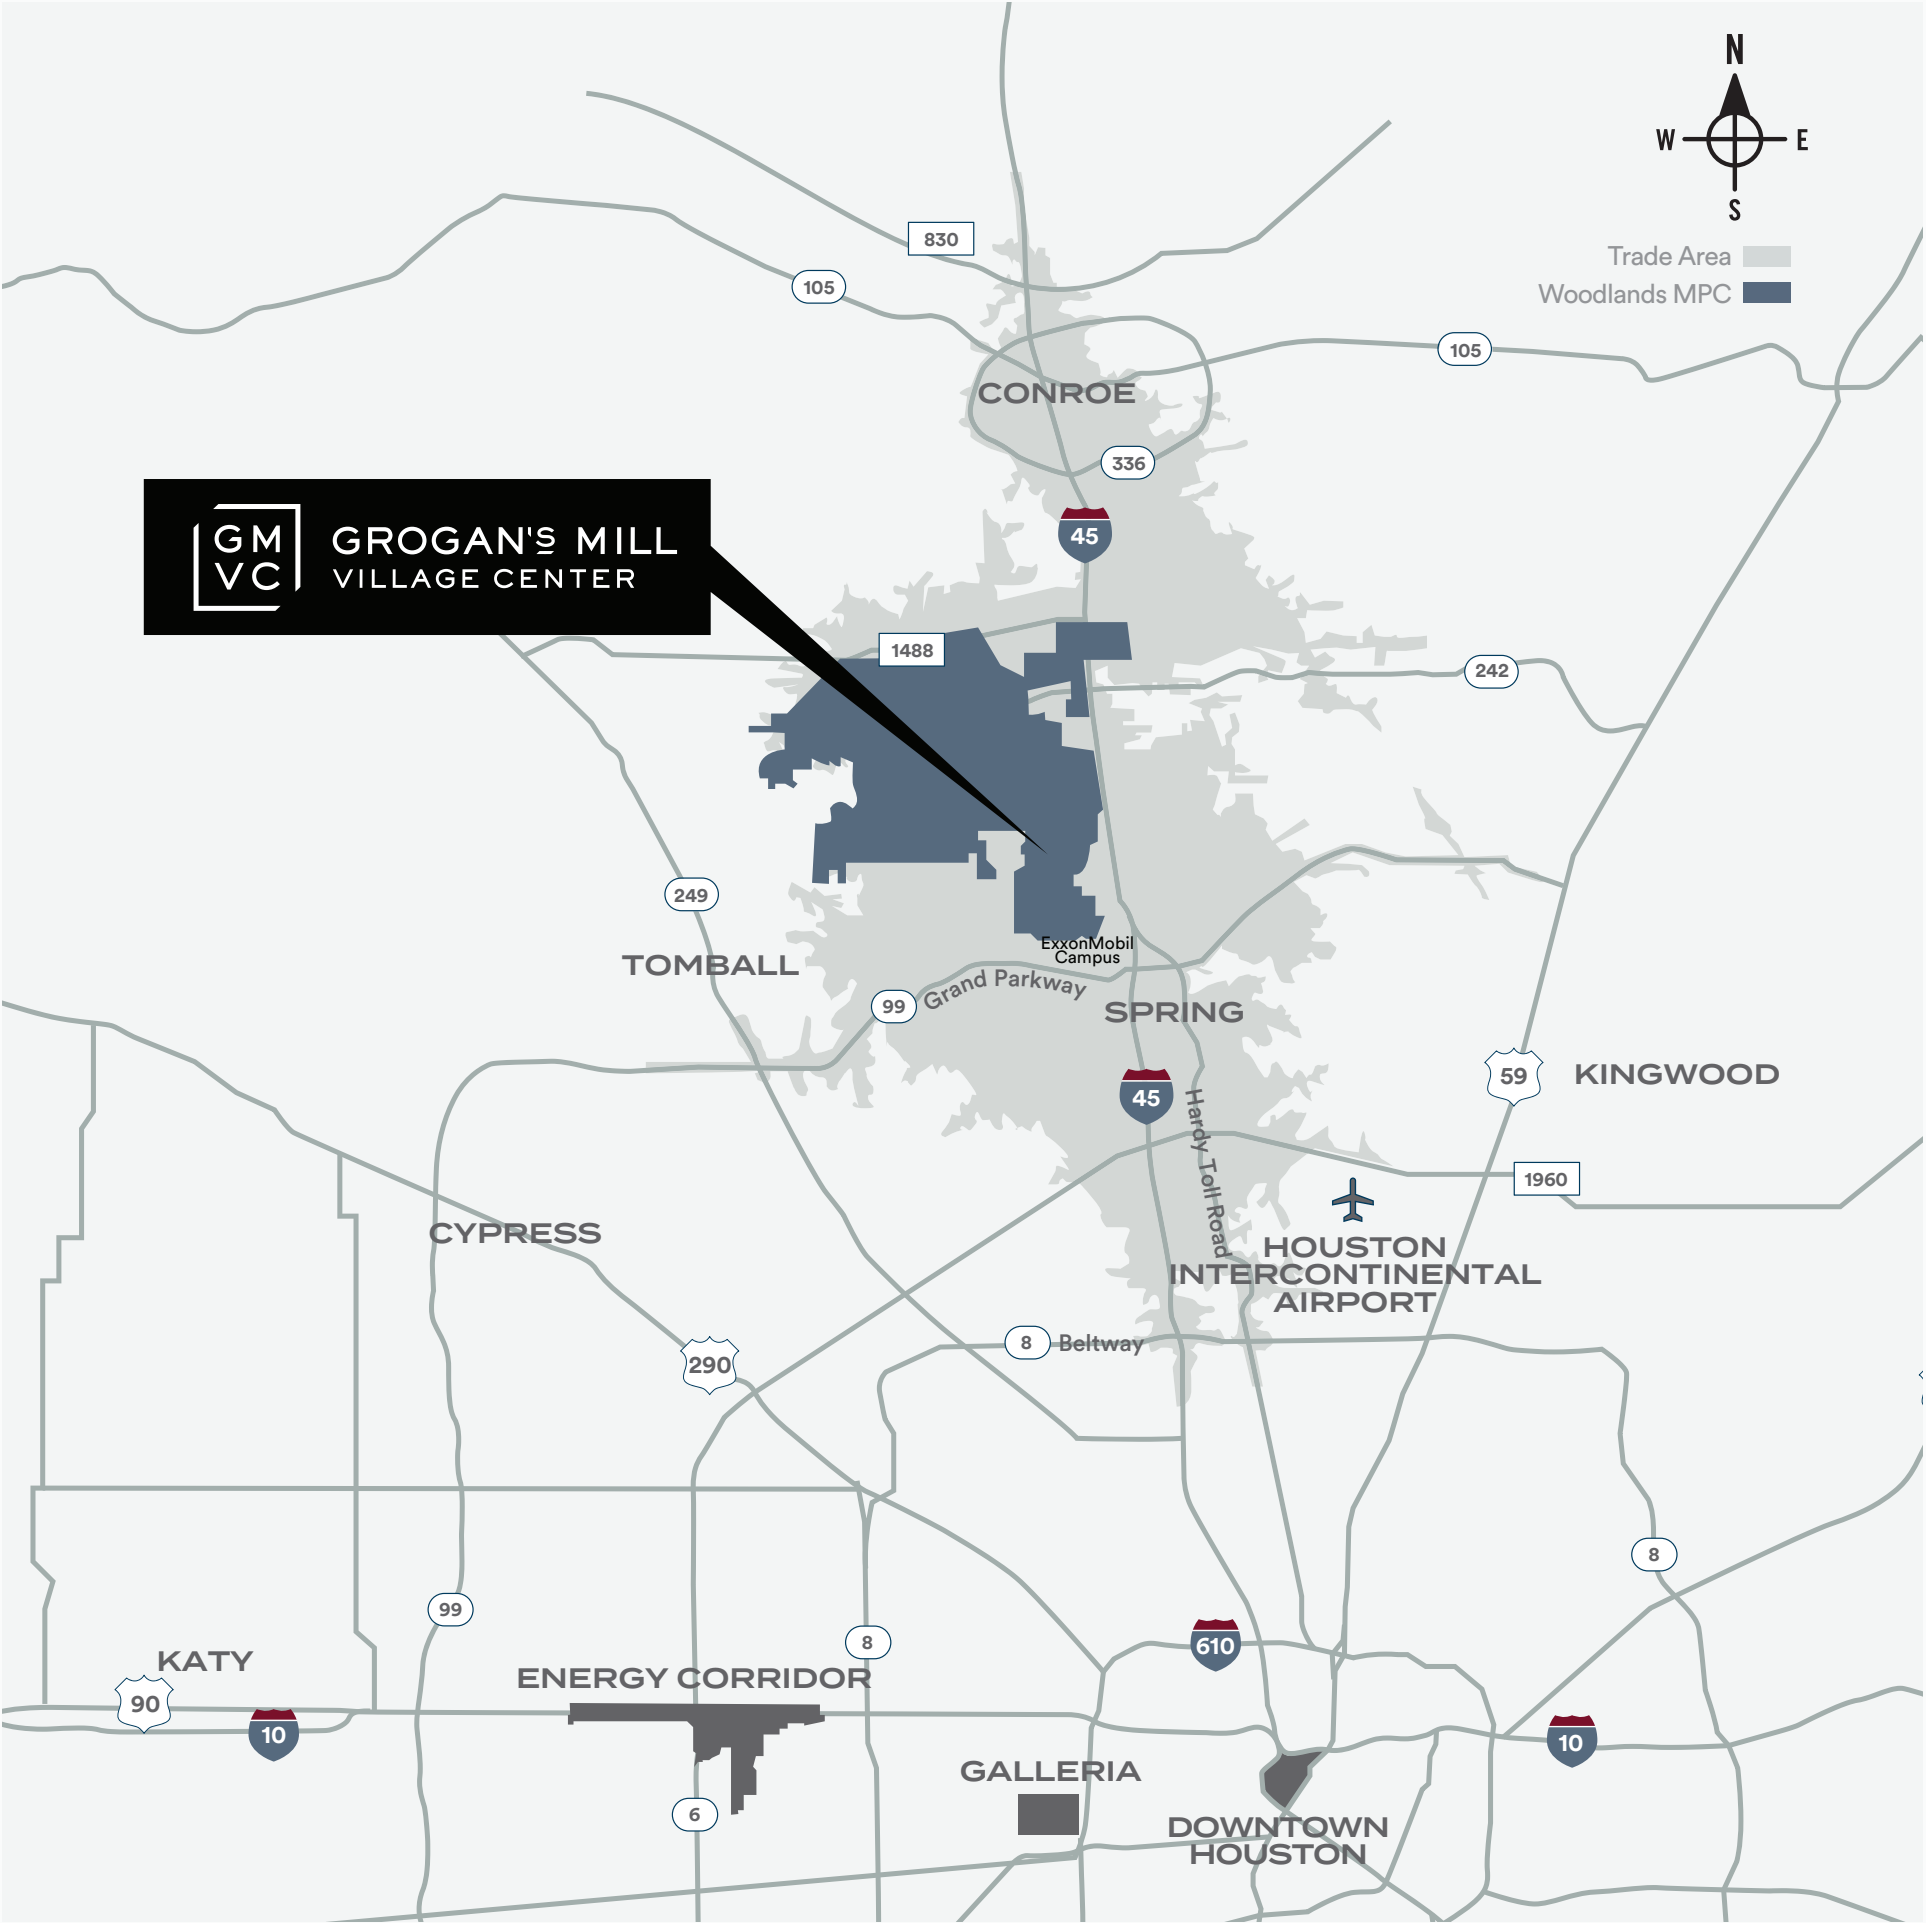 N
W E
S
Trade Area
Woodlands MPC
830
105
105
CONROE
336
45
GM
VC
GROGAN'S MILL
VILLAGE CENTER
1488
242
249
TOMBALL
ExxonMobil
Campus
99
Grand Parkway
SPRING
59
KINGWOOD
45
Hardy Toll Road
1960
CYPRESS
HOUSTON
INTERCONTINENTAL
AIRPORT
8
Beltway
290
8
99
8
610
KATY
ENERGY CORRIDOR
90
10
10
GALLERIA
6
DOWNTOWN
HOUSTON